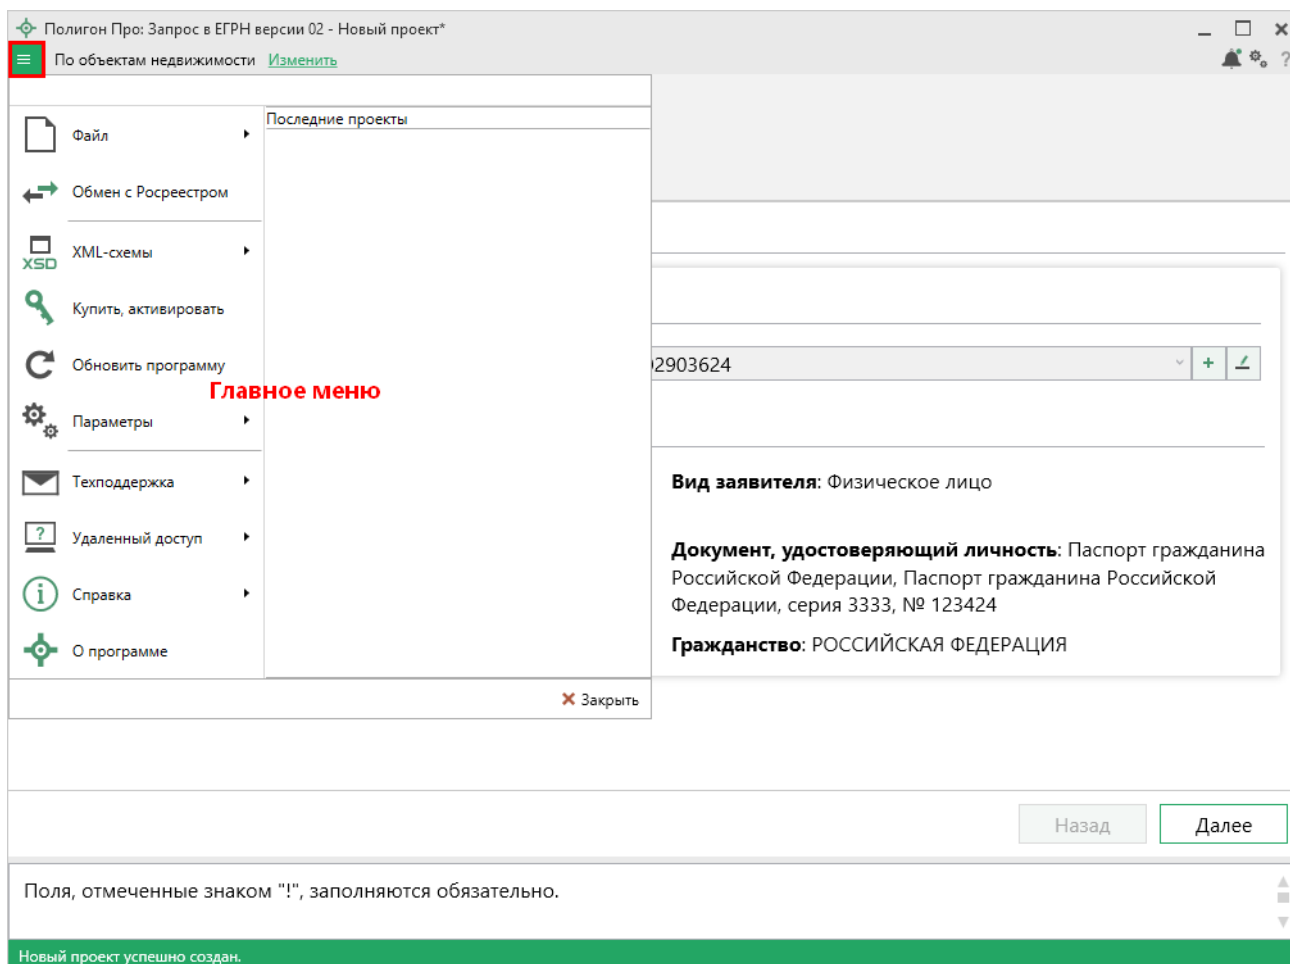 Полигон Про: Запрос в ЕГРН версии 02 - Новый проект*
По объектам недвижимости Изменить
Последние проекты
Файл
Обмен с Росреестром
XSD XML-схемы
Купить, активировать
Обновить программу
Главное меню
Параметры
Техподдержка
Удаленный доступ
Справка
О программе
Закрыть
2903624
Вид заявителя: Физическое лицо
Документ, удостоверяющий личность: Паспорт гражданина
Российской Федерации, Паспорт гражданина Российской
Федерации, серия 3333, № 123424
Гражданство: РОССИЙСКАЯ ФЕДЕРАЦИЯ
Назад Далее
Поля, отмеченные знаком "!", заполняются обязательно.
Новый проект успешно создан.